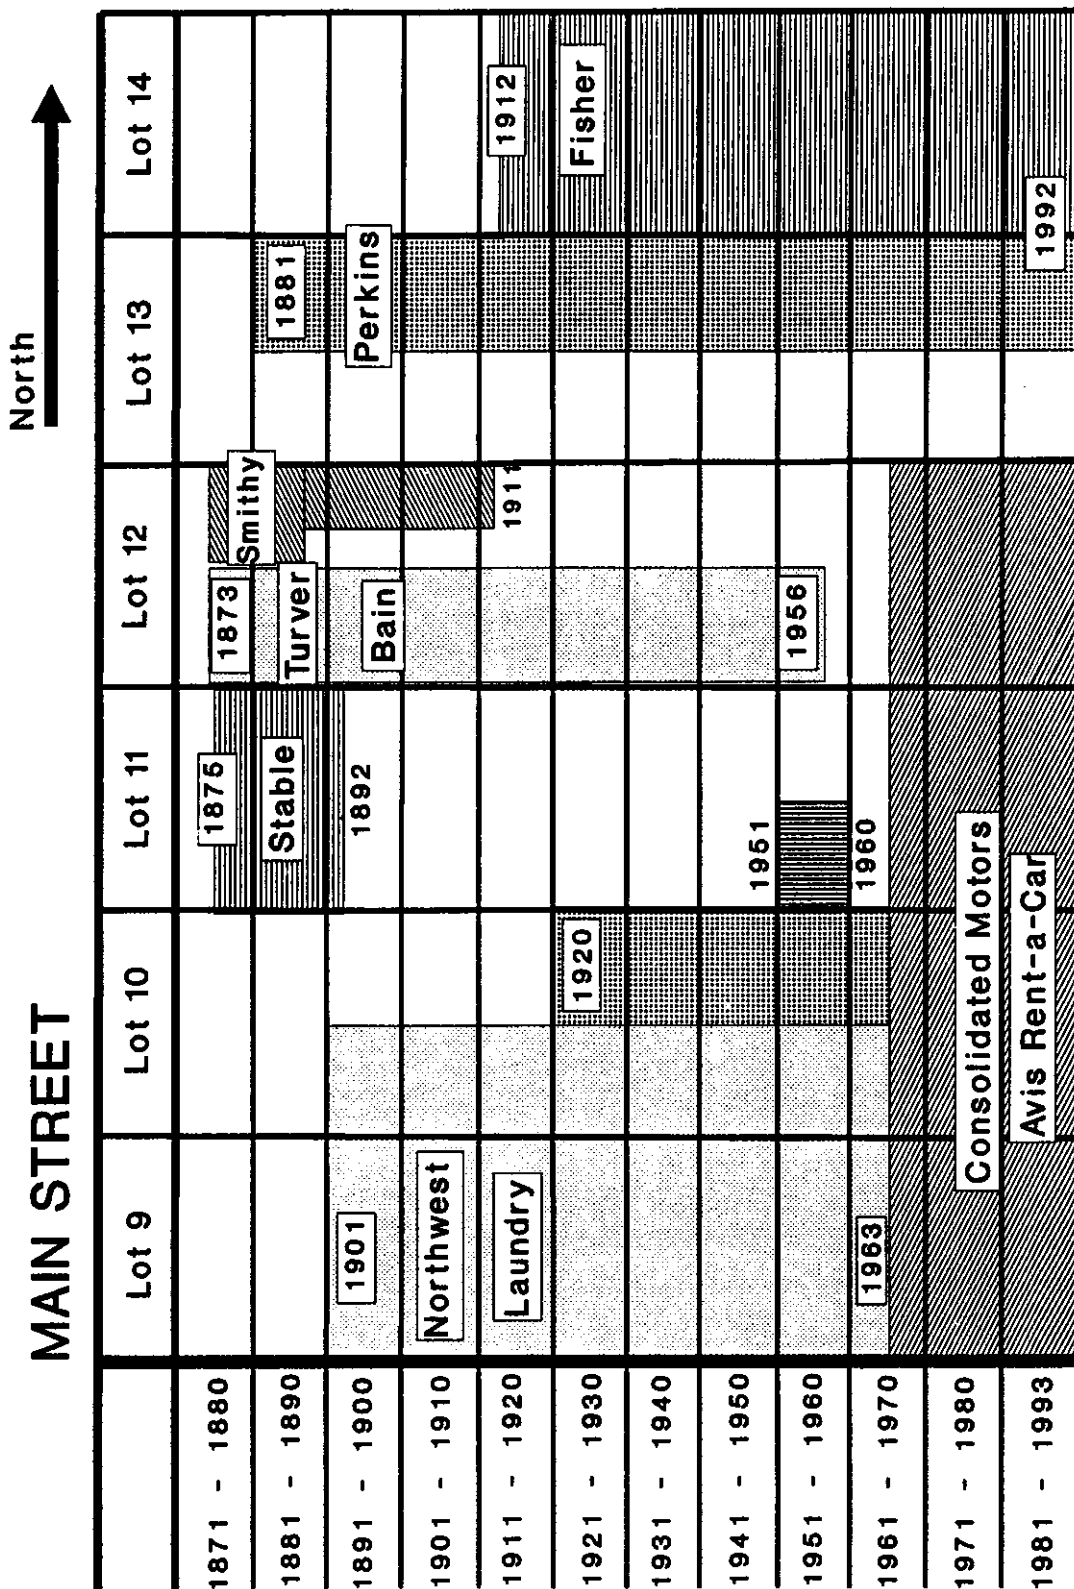 MAIN STREET
North
Lot 9
Lot 10
Lot 11
Lot 12
Lot 13
Lot 14
1871 - 1880
1881 - 1890
1891 - 1900
1901 - 1910
1911 - 1920
1921 - 1930
1931 - 1940
1941 - 1950
1951 - 1960
1961 - 1970
1971 - 1980
1981 - 1993
1901
Northwest
Laundry
1963
1920
1875
Stable
1892
1951
1960
1873
Smithy
Turver
Bain
1911
1956
1881
Perkins
1992
1912
Fisher
Consolidated Motors
Avis Rent-a-Car